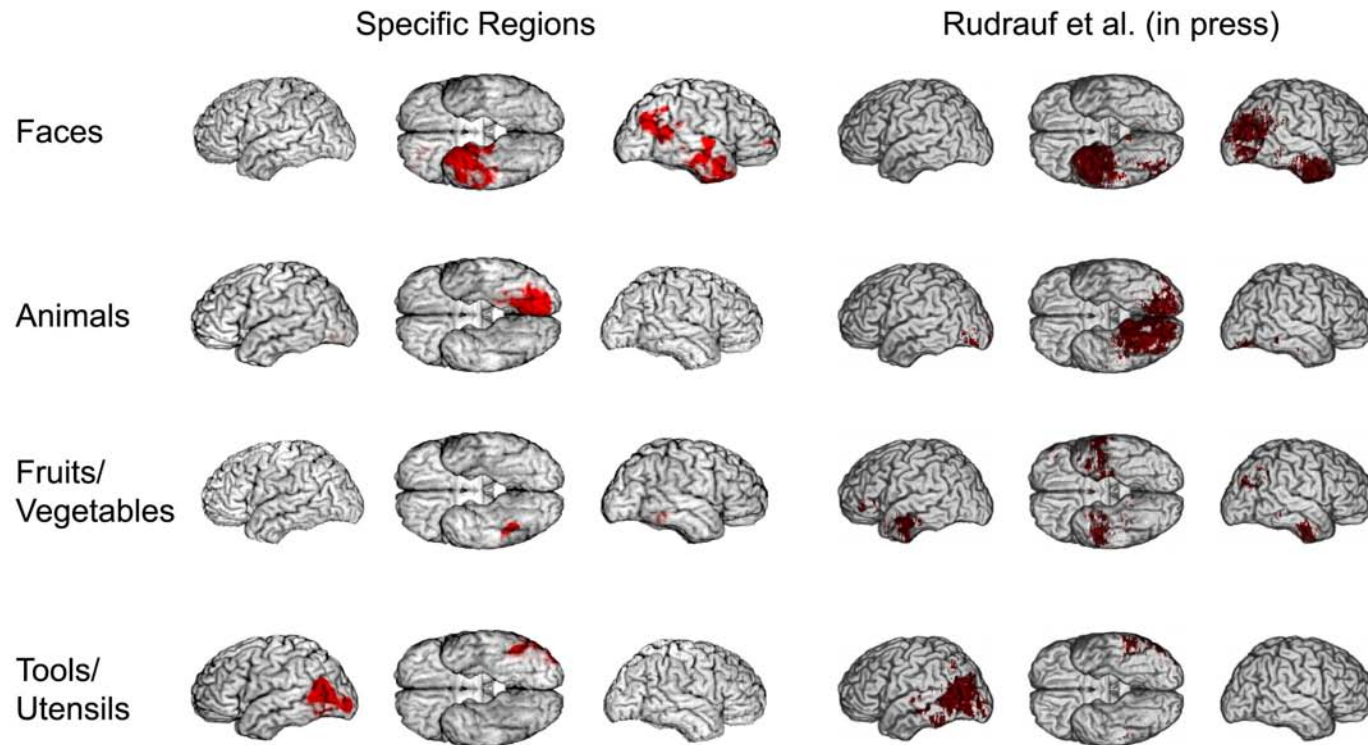 Specific Regions
Rudrauf et al. (in press)
Faces
Animals
Fruits/
Vegetables
Tools/
Utensils